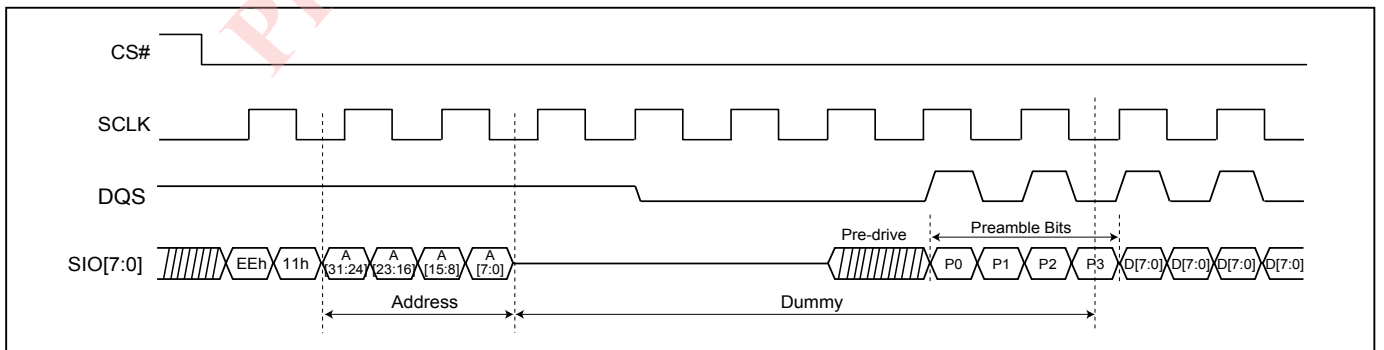 CS#
SCLK
DQS
Pre-drive
Preamble Bits
SIO[7:0]
EEh
11h
A
[31:24]
A
[23:16]
A
[15:8]
A
[7:0]
P0
P1
P2
P3
D[7:0]
D[7:0]
D[7:0]
D[7:0]
Address
Dummy